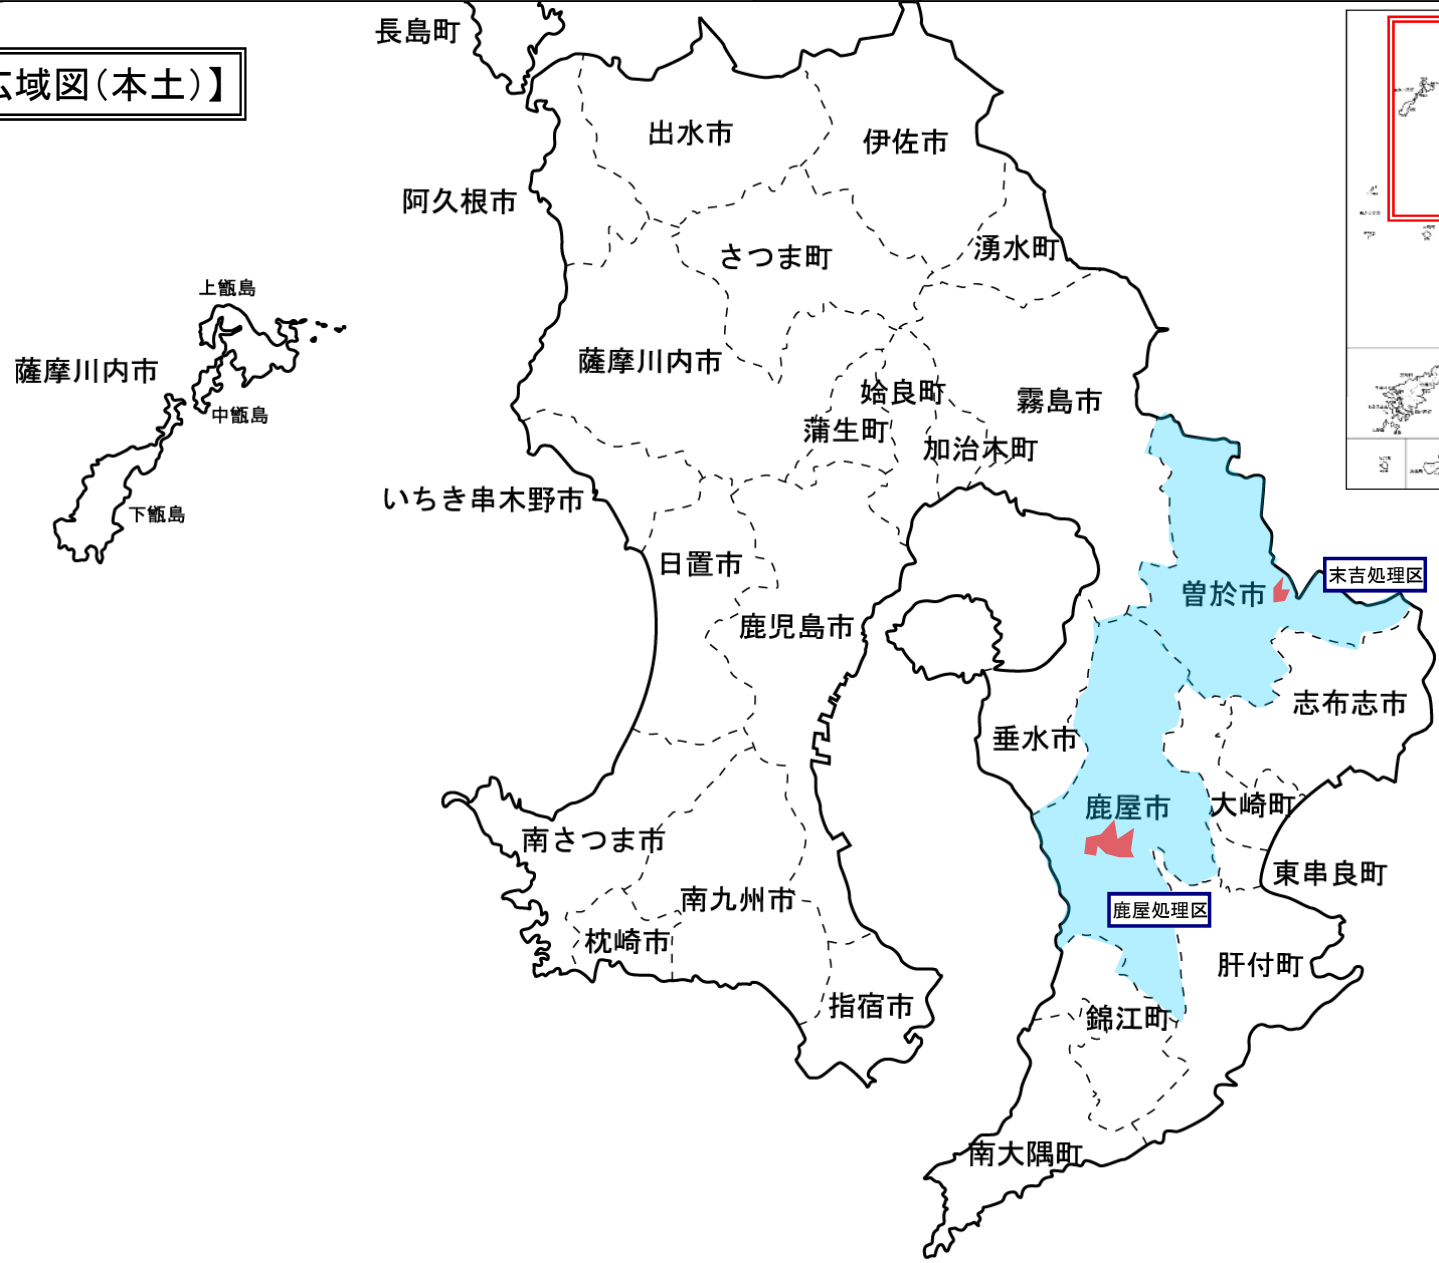 長島町
広域図(本土)】
出水市
伊佐市
阿久根市
湧水町
さつま町
上甑島
薩摩川内市
薩摩川内市
姶良町
霧島市
中甑島
蒲生町
加治木町
いちき串木野市
下甑島
日置市
末吉処理区
曽於市
鹿児島市
志布志市
垂水市
鹿屋市
大崎町
南さつま市
東串良町
南九州市
鹿屋処理区
枕崎市
肝付町
指宿市
錦江町
南大隅町